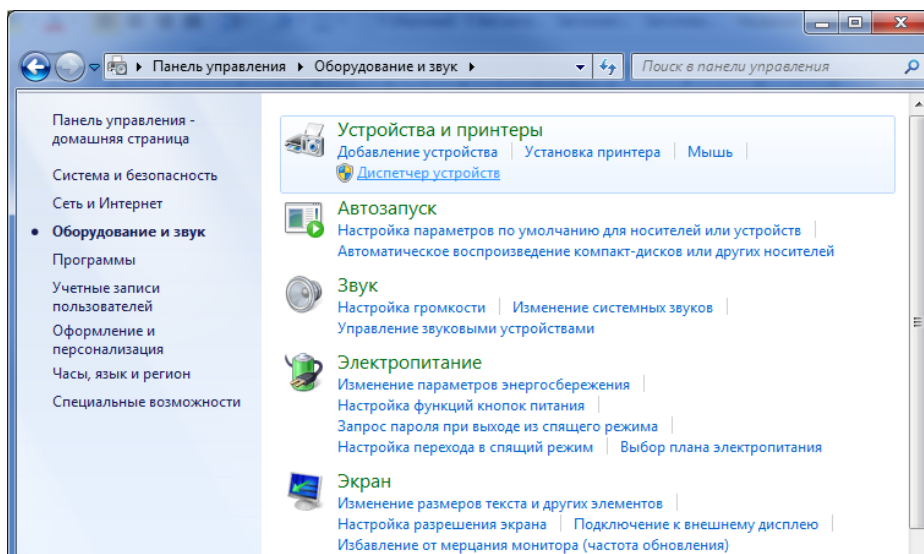 Панель управления ▸ Оборудование и звук ▸
Поиск в панели управления
Панель управления -
домашняя страница
Система и безопасность
Сеть и Интернет
Оборудование и звук
Программы
Учетные записи
пользователей
Оформление и
персонализация
Часы, язык и регион
Специальные возможности
Устройства и принтеры
Добавление устройства | Установка принтера | Мышь
Диспетчер устройств
Автозапуск
Настройка параметров по умолчанию для носителей или устройств
Автоматическое воспроизведение компакт-дисков или других носителей
Звук
Настройка громкости | Изменение системных звуков
Управление звуковыми устройствами
Электропитание
Изменение параметров энергосбережения
Настройка функций кнопок питания
Запрос пароля при выходе из спящего режима
Настройка перехода в спящий режим | Выбор плана электропитания
Экран
Изменение размеров текста и других элементов
Настройка разрешения экрана | Подключение к внешнему дисплею
Избавление от мерцания монитора (частота обновления)